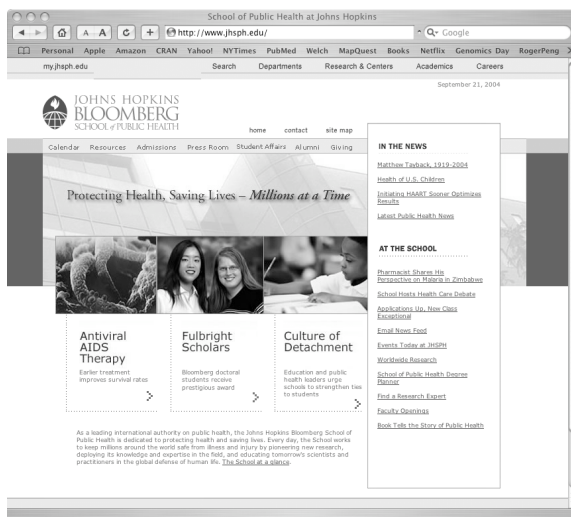 School of Public Health at Johns Hopkins
A A
http://www.jhsph.edu/
Google
Personal Apple Amazon CRAN Yahoo! NYTimes PubMed Welch MapQuest Books Netflix Genomics Day RogerPeng
my.jhsph.edu Search Departments Research & Centers Academics Careers
September 21, 2004
JOHNS HOPKINS
BLOOMBERG
SCHOOL of PUBLIC HEALTH
home contact site map
Calendar Resources Admissions Press Room Student Affairs Alumni Giving
Protecting Health, Saving Lives – Millions at a Time
Antiviral
AIDS
Therapy
Earlier treatment
improves survival rates
Fulbright
Scholars
Bloomberg doctoral
students receive
prestigious award
Culture of
Detachment
Education and public
health leaders urge
schools to strengthen ties
to students
As a leading international authority on public health, the Johns Hopkins Bloomberg School of
Public Health is dedicated to protecting health and saving lives. Every day, the School works
to keep millions around the world safe from illness and injury by pioneering new research,
deploying its knowledge and expertise in the field, and educating tomorrow's scientists and
practitioners in the global defense of human life. The School at a glance.
IN THE NEWS
Matthew Tayback, 1919-2004
Health of U.S. Children
Initiating HAART Sooner Optimizes
Results
Latest Public Health News
AT THE SCHOOL
Pharmacist Shares His
Perspective on Malaria in Zimbabwe
School Hosts Health Care Debate
Applications Up, New Class
Exceptional
Email News Feed
Events Today at JHSPH
Worldwide Research
School of Public Health Degree
Planner
Find a Research Expert
Faculty Openings
Book Tells the Story of Public Health